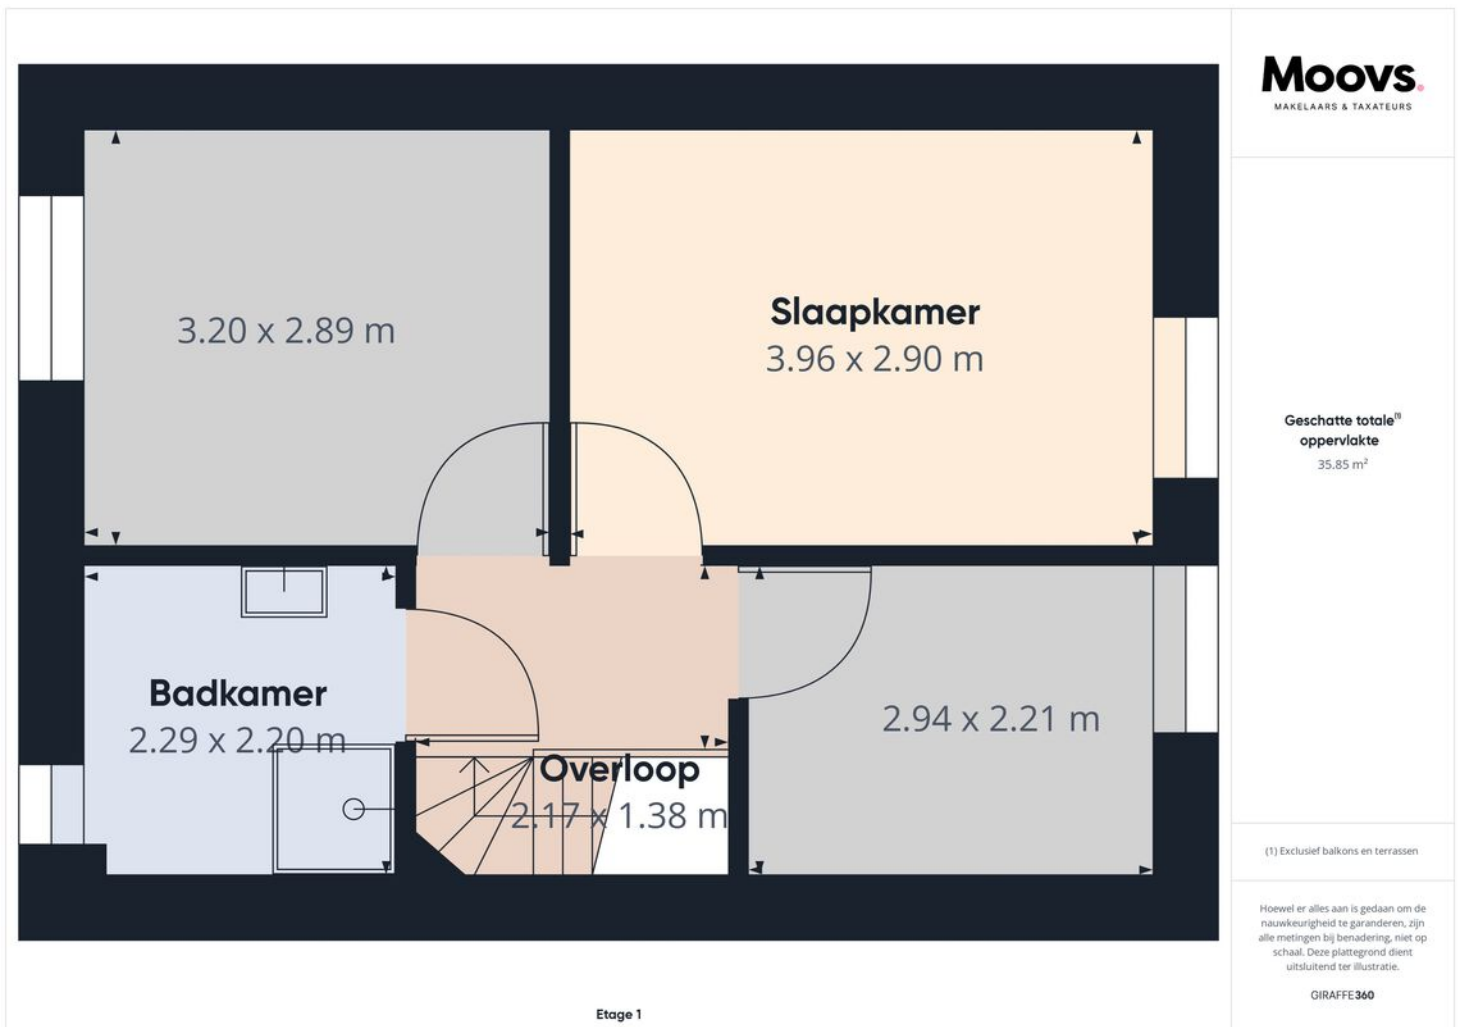 Moovs.
MAKELAARS & TAXATEURS
3.20 x 2.89 m
Slaapkamer
3.96 x 2.90 m
Geschatte totale(1)
oppervlakte
35.85 m²
Badkamer
2.29 x 2.20 m
2.94 x 2.21 m
Overloop
2.17 x 1.38 m
(1) Exclusief balkons en terrassen
Hoewel er alles aan is gedaan om de
nauwkeurigheid te garanderen, zijn
alle metingen bij benadering, niet op
schaal. Deze plattegrond dient
uitsluitend ter illustratie.
GIRAFFE360
Etage 1